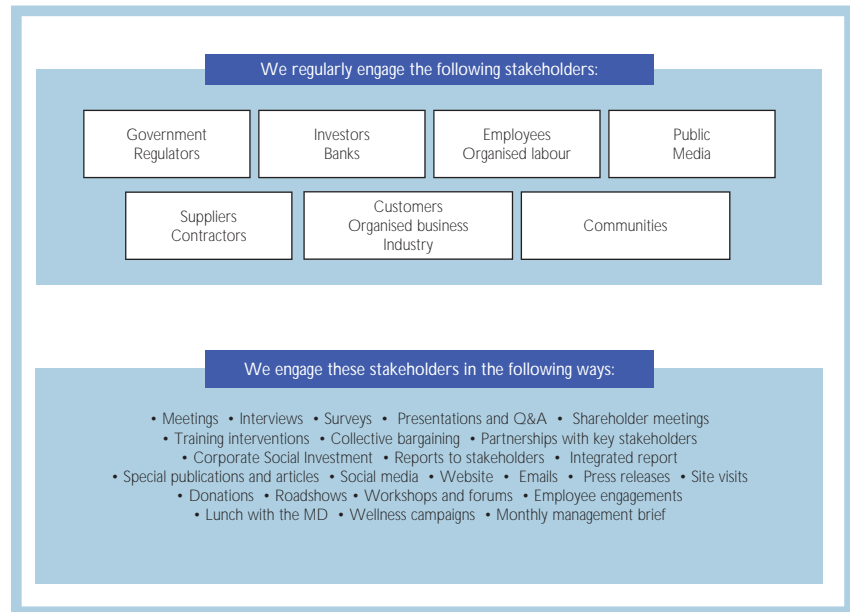 We regularly engage the following stakeholders:
Government
Regulators
Investors
Banks
Employees
Organised labour
Public
Media
Suppliers
Contractors
Customers
Organised business
Industry
Communities
We engage these stakeholders in the following ways:
• Meetings • Interviews • Surveys • Presentations and Q&A • Shareholder meetings
• Training interventions • Collective bargaining • Partnerships with key stakeholders
• Corporate Social Investment • Reports to stakeholders • Integrated report
• Special publications and articles • Social media • Website • Emails • Press releases • Site visits
• Donations • Roadshows • Workshops and forums • Employee engagements
• Lunch with the MD • Wellness campaigns • Monthly management brief